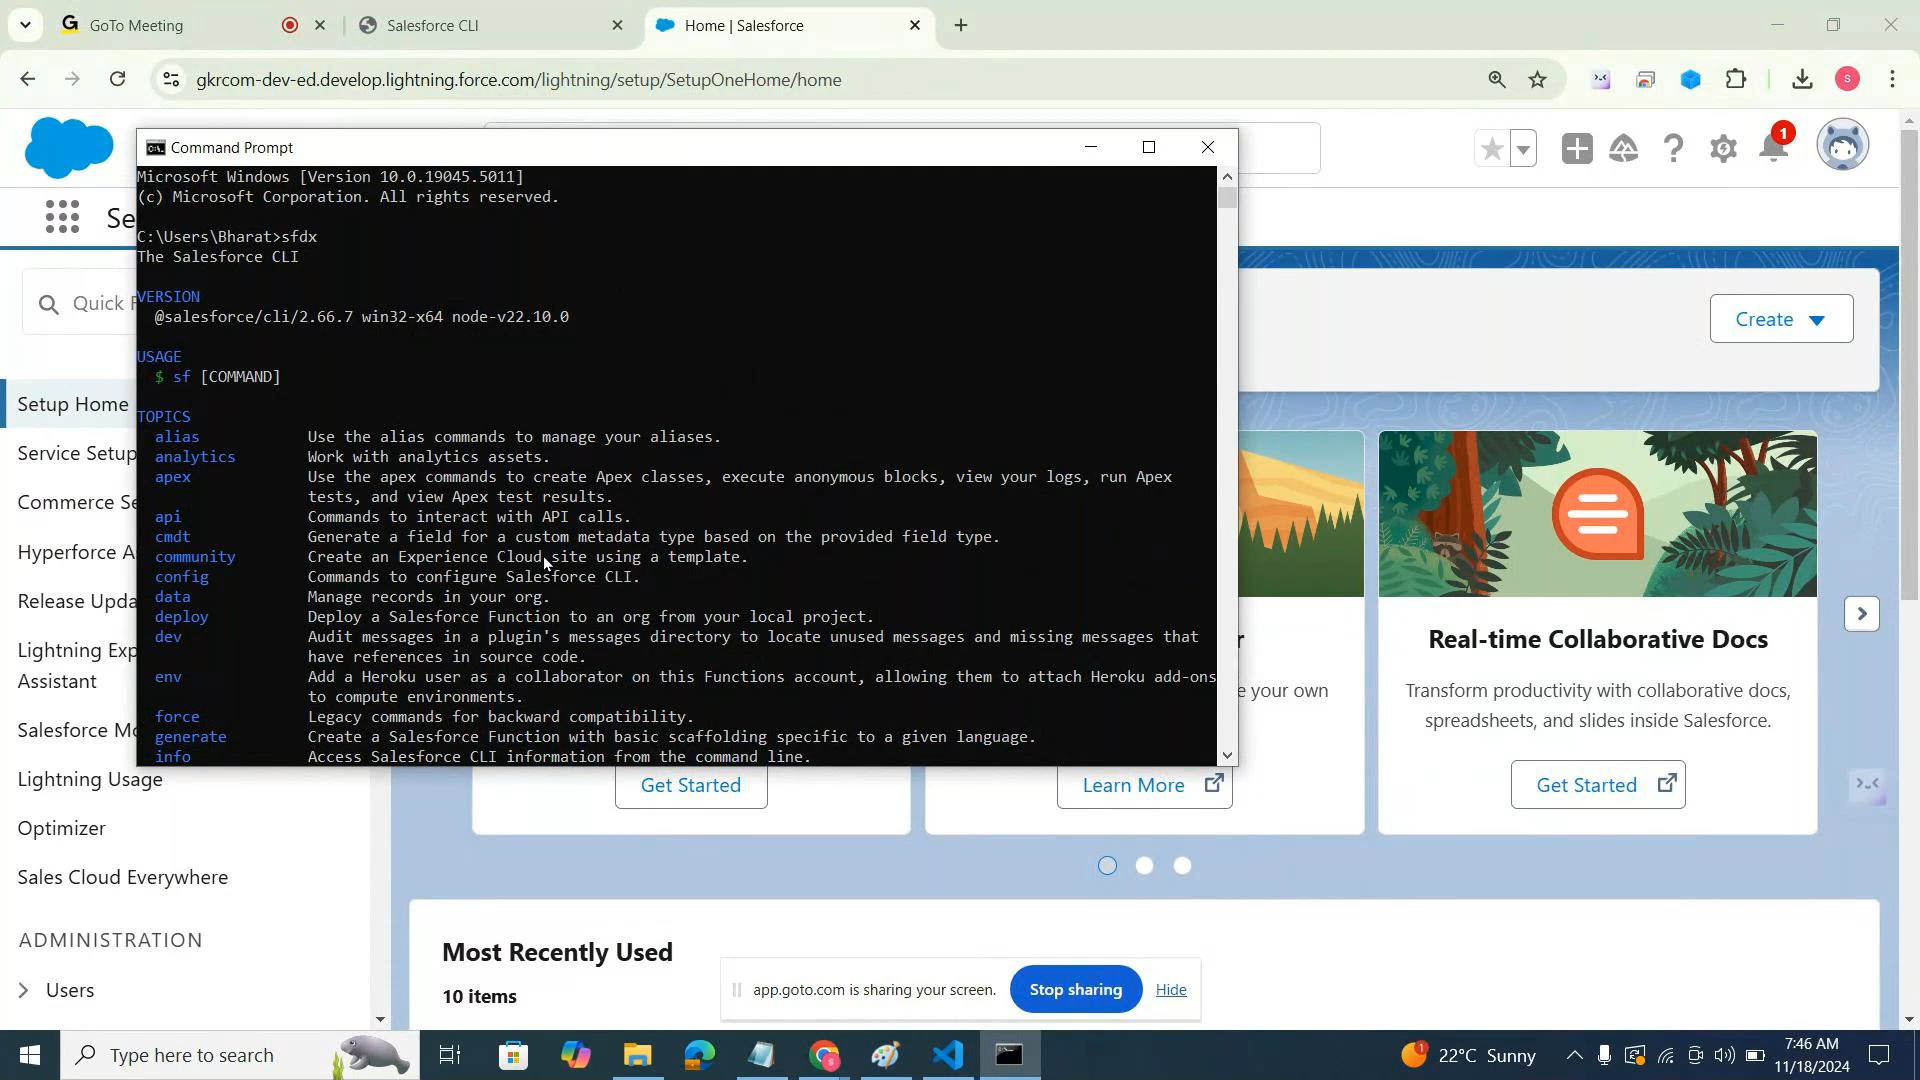 GoTo Meeting
Salesforce CLI
Home | Salesforce
gkrcom-dev-ed.develop.lightning.force.com/lightning/setup/SetupOneHome/home
S
1
Command Prompt
Microsoft Windows [Version 10.0.19045.5011]
(c) Microsoft Corporation. All rights reserved.
C:\Users\Bharat>sfdx
The Salesforce CLI
VERSION
@salesforce/cli/2.66.7 win32-x64 node-v22.10.0
USAGE
$ sf [COMMAND]
TOPICS
alias Use the alias commands to manage your aliases.
analytics Work with analytics assets.
apex Use the apex commands to create Apex classes, execute anonymous blocks, view your logs, run Apex
tests, and view Apex test results.
api Commands to interact with API calls.
cmdt Generate a field for a custom metadata type based on the provided field type.
community Create an Experience Cloud site using a template.
config Commands to configure Salesforce CLI.
data Manage records in your org.
deploy Deploy a Salesforce Function to an org from your local project.
dev Audit messages in a plugin's messages directory to locate unused messages and missing messages that
have references in source code.
env Add a Heroku user as a collaborator on this Functions account, allowing them to attach Heroku add-ons
to compute environments.
force Legacy commands for backward compatibility.
generate Create a Salesforce Function with basic scaffolding specific to a given language.
info Access Salesforce CLI information from the command line.
Se
Quick F
Setup Home
Service Setup
Commerce Se
Hyperforce A
Release Upda
Lightning Exp
Assistant
Salesforce Mo
Lightning Usage
Optimizer
Sales Cloud Everywhere
ADMINISTRATION
Users
Create
r
e your own
Get Started
Learn More
Real-time Collaborative Docs
Transform productivity with collaborative docs,
spreadsheets, and slides inside Salesforce.
Get Started
Most Recently Used
10 items
app.goto.com is sharing your screen.
Stop sharing
Hide
Type here to search
1
22°C Sunny
7:46 AM
11/18/2024